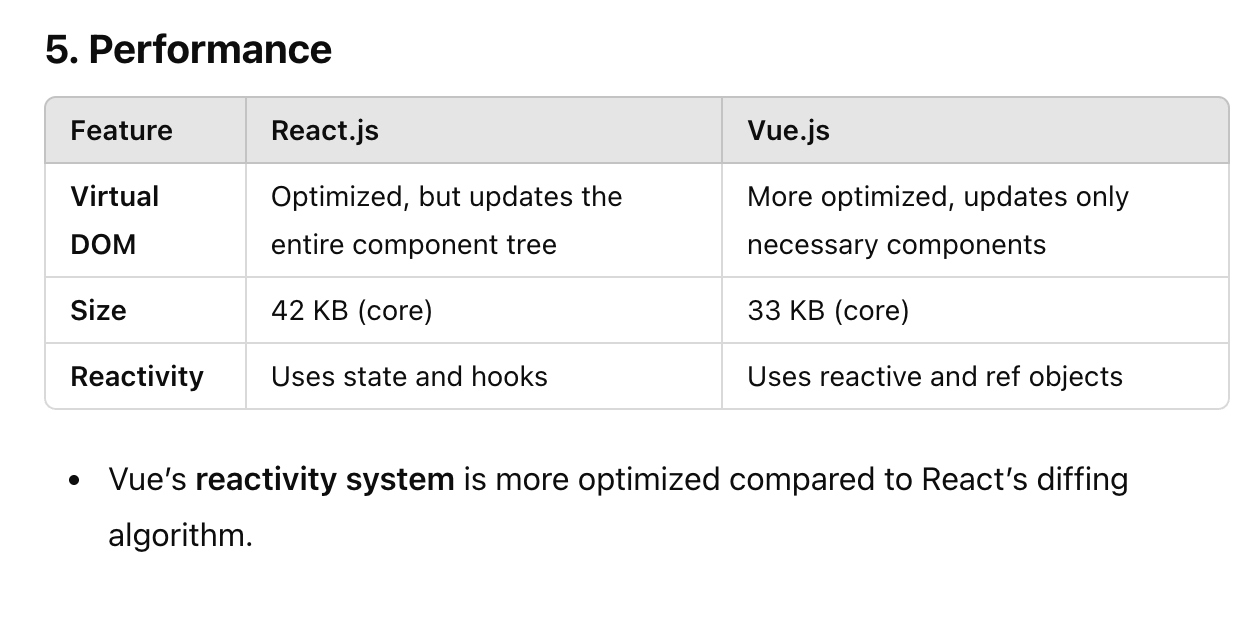 5. Performance
Feature React.js Vue.js
Virtual DOM Optimized, but updates the entire component tree More optimized, updates only necessary components
Size 42 KB (core) 33 KB (core)
Reactivity Uses state and hooks Uses reactive and ref objects
• Vue’s reactivity system is more optimized compared to React’s diffing
algorithm.